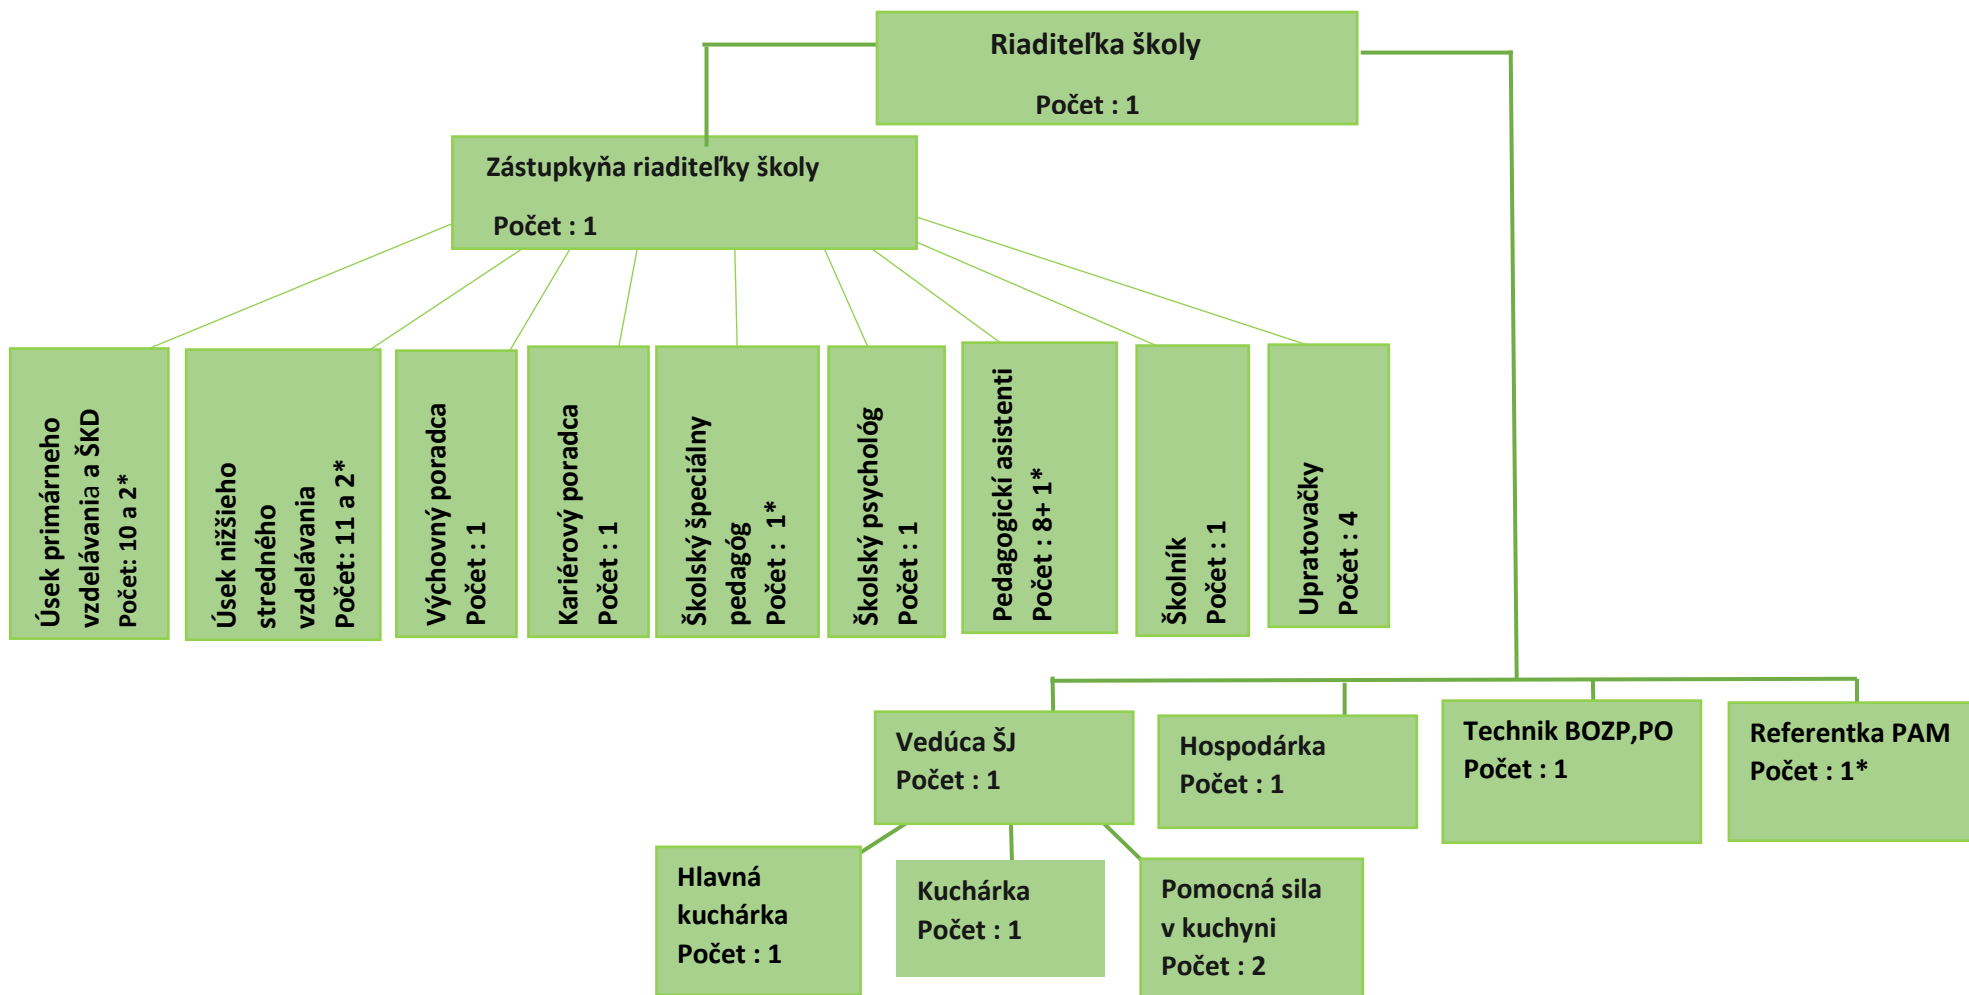 Riaditeľka školy
Počet : 1
Zástupkyňa riaditeľky školy
Počet : 1
Úsek primárneho
vzdelávania a ŠKD
Počet: 10 a 2*
Úsek nižšieho
stredného
vzdelávania
Počet: 11 a 2*
Výchovný poradca
Počet : 1
Kariérový poradca
Počet : 1
Školský špeciálny
pedagóg
Počet : 1*
Školský psychológ
Počet : 1
Pedagogickí asistenti
Počet : 8+ 1*
Školník
Počet : 1
Upratovačky
Počet : 4
Vedúca ŠJ
Počet : 1
Hospodárka
Počet : 1
Technik BOZP,PO
Počet : 1
Referentka PAM
Počet : 1*
Hlavná
kuchárka
Počet : 1
Kuchárka
Počet : 1
Pomocná sila
v kuchyni
Počet : 2